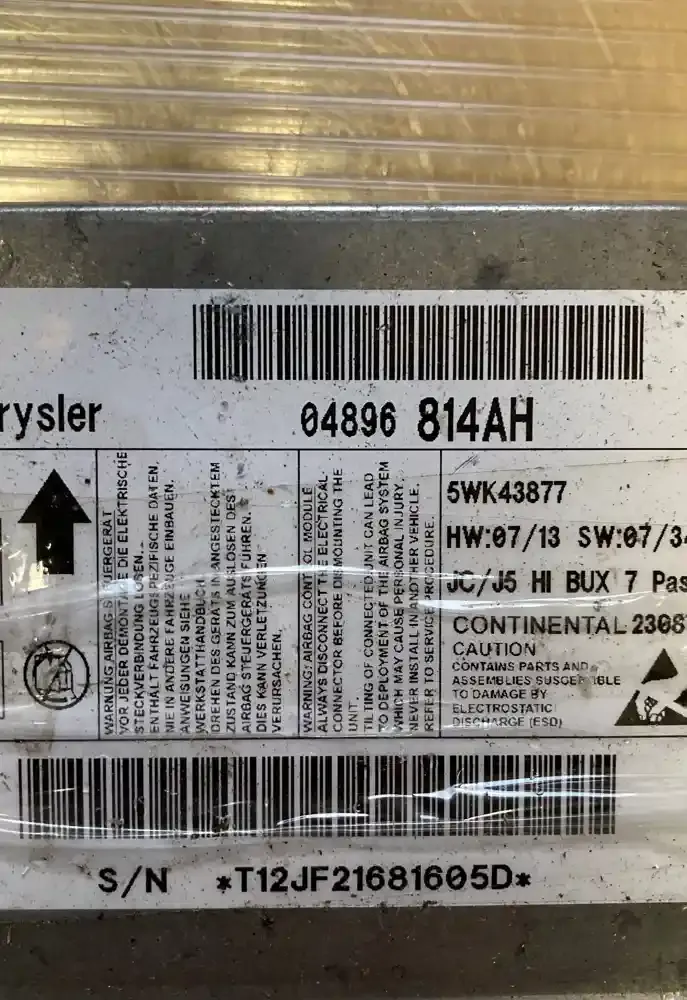 rysler
04896 814AH
WARNUNG AIRBAG STEUERGERÄT
VOR JEDER DEMONTAGE DIE ELEKTRISCHE
STECKVERBINDUNG LÖSEN.
ENTHÄLT FAHRZEUGSPEZIFISCHE DATEN.
NIE IN ANDERE FAHRZEUGE EINBAUEN.
ANWEISUNGEN SIEHE
WERKSTATTHANDBUCH.
DREHEN DES GERÄTS IN ANGESTECKTEM
ZUSTAND KANN ZUM AUSLÖSEN DES
AIRBAG STEUERGERÄTS FÜHREN.
DIES KANN VERLETZUNGEN
VERURSACHEN.
WARNING: AIRBAG CONTROL MODULE
ALWAYS DISCONNECT THE ELECTRICAL
CONNECTOR BEFORE DISMOUNTING THE
UNIT.
TILTING OF CONNECTED UNIT CAN LEAD
TO DEPLOYMENT OF THE AIRBAG SYSTEM
WHICH MAY CAUSE PERSONAL INJURY.
NEVER INSTALL IN ANOTHER VEHICLE.
REFER TO SERVICE PROCEDURE.
5WK43877
HW:07/13 SW:07/34
JC/J5 HI BUX 7 Pas
CONTINENTAL 2308
CAUTION
CONTAINS PARTS AND
ASSEMBLIES SUSCEPTIBLE
TO DAMAGE BY
ELECTROSTATIC
DISCHARGE (ESD)
S/N *T12JF21681605D*